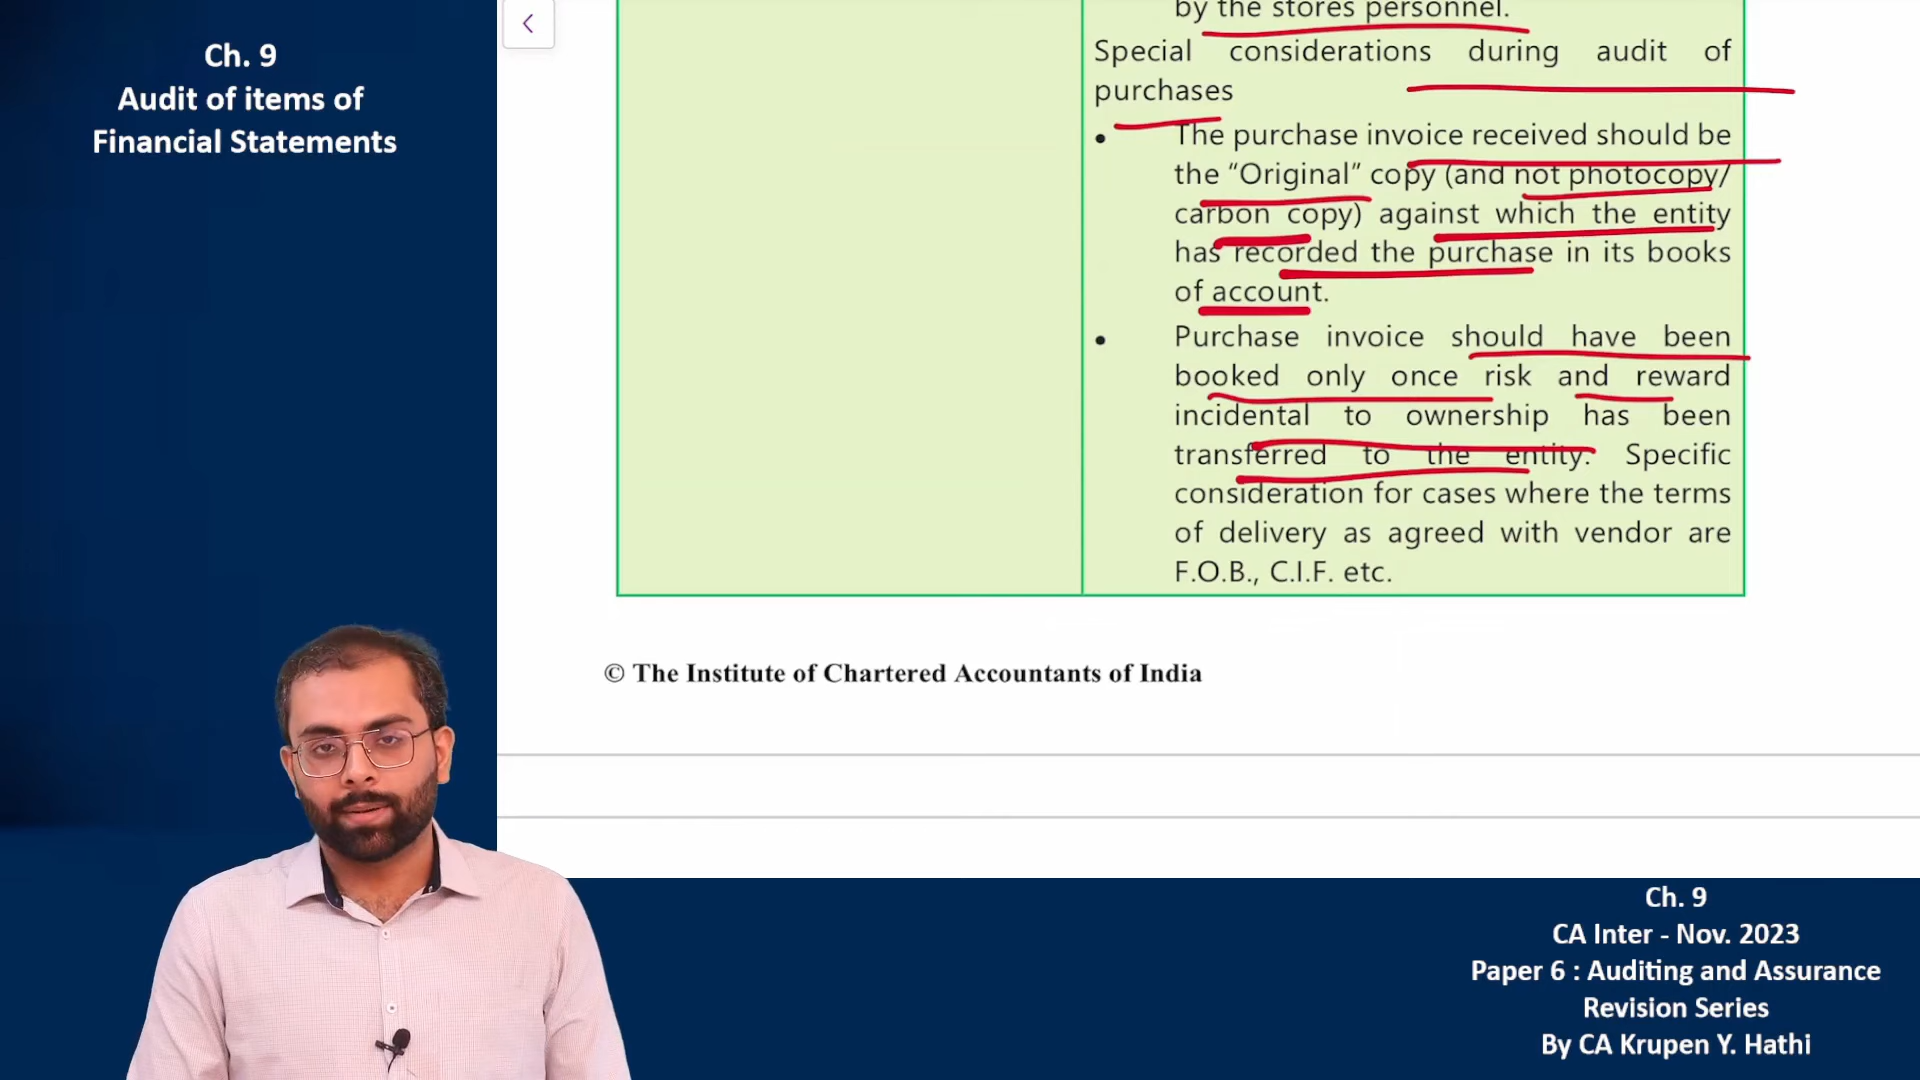 Ch. 9
Audit of items of
Financial Statements
by the stores personnel.
Special considerations during audit of
purchases
• The purchase invoice received should be
the “Original” copy (and not photocopy/
carbon copy) against which the entity
has recorded the purchase in its books
of account.
• Purchase invoice should have been
booked only once risk and reward
incidental to ownership has been
transferred to the entity. Specific
consideration for cases where the terms
of delivery as agreed with vendor are
F.O.B., C.I.F. etc.
© The Institute of Chartered Accountants of India
Ch. 9
CA Inter - Nov. 2023
Paper 6 : Auditing and Assurance
Revision Series
By CA Krupen Y. Hathi